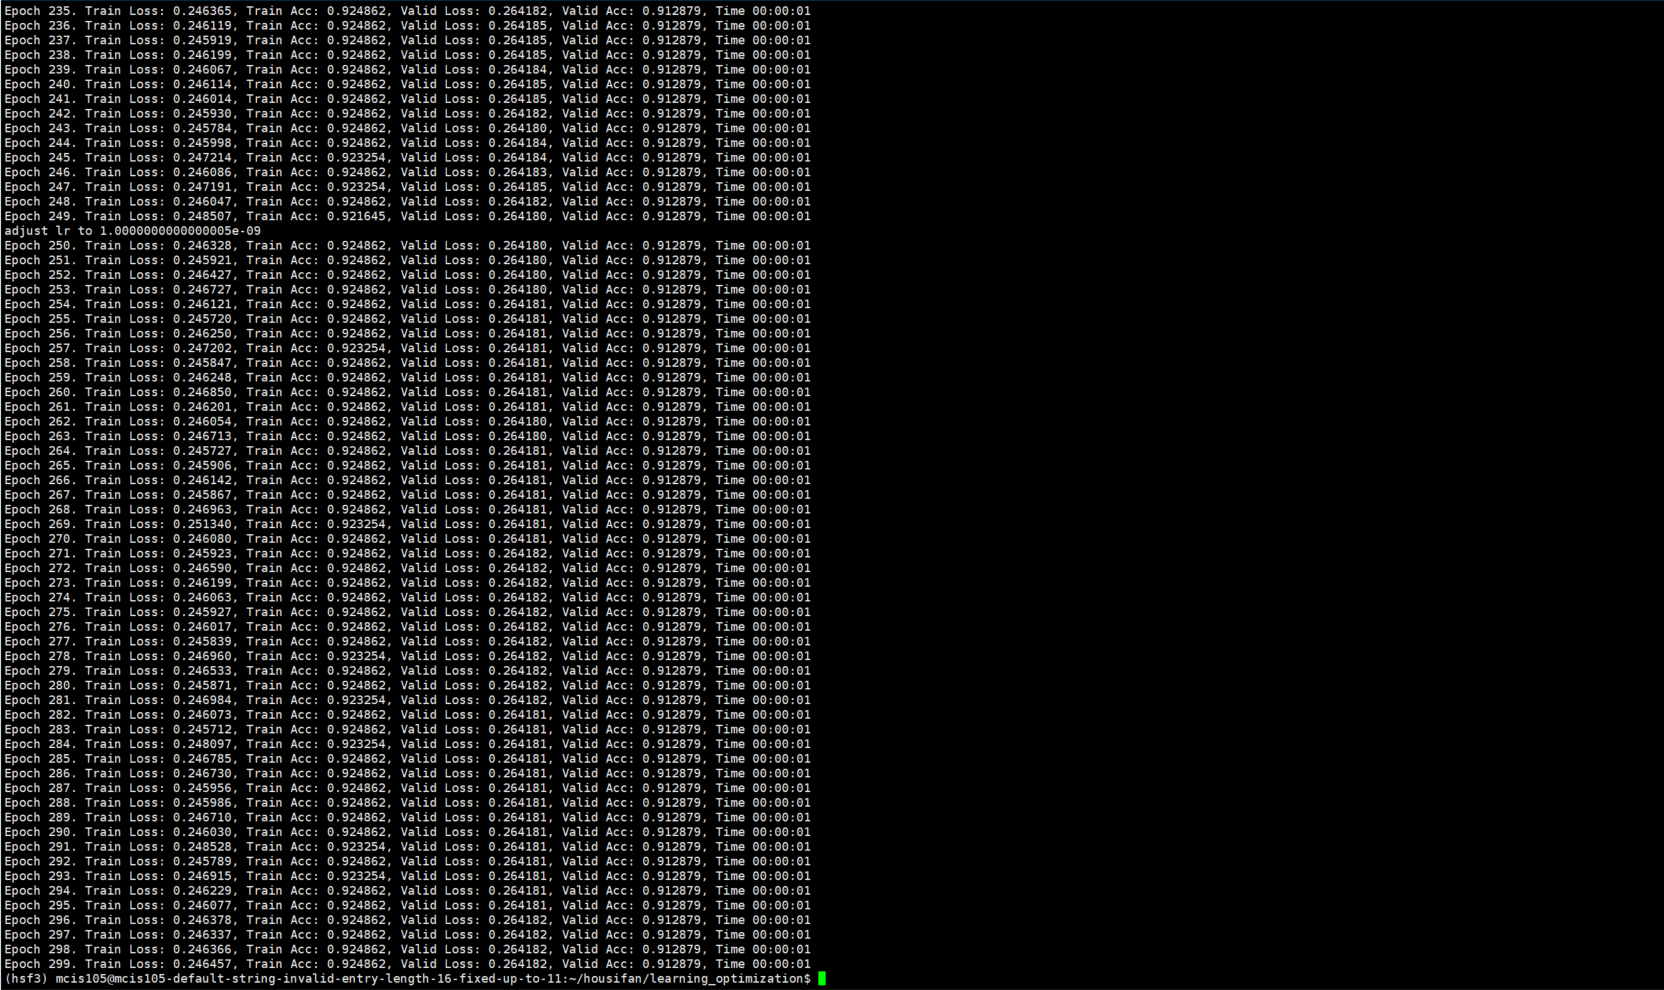 Epoch 235. Train Loss: 0.246365, Train Acc: 0.924862, Valid Loss: 0.264182, Valid Acc: 0.912879, Time 00:00:01
Epoch 236. Train Loss: 0.246119, Train Acc: 0.924862, Valid Loss: 0.264185, Valid Acc: 0.912879, Time 00:00:01
Epoch 237. Train Loss: 0.245919, Train Acc: 0.924862, Valid Loss: 0.264185, Valid Acc: 0.912879, Time 00:00:01
Epoch 238. Train Loss: 0.246199, Train Acc: 0.924862, Valid Loss: 0.264185, Valid Acc: 0.912879, Time 00:00:01
Epoch 239. Train Loss: 0.246067, Train Acc: 0.924862, Valid Loss: 0.264184, Valid Acc: 0.912879, Time 00:00:01
Epoch 240. Train Loss: 0.246114, Train Acc: 0.924862, Valid Loss: 0.264185, Valid Acc: 0.912879, Time 00:00:01
Epoch 241. Train Loss: 0.246014, Train Acc: 0.924862, Valid Loss: 0.264185, Valid Acc: 0.912879, Time 00:00:01
Epoch 242. Train Loss: 0.245930, Train Acc: 0.924862, Valid Loss: 0.264182, Valid Acc: 0.912879, Time 00:00:01
Epoch 243. Train Loss: 0.245784, Train Acc: 0.924862, Valid Loss: 0.264180, Valid Acc: 0.912879, Time 00:00:01
Epoch 244. Train Loss: 0.245998, Train Acc: 0.924862, Valid Loss: 0.264184, Valid Acc: 0.912879, Time 00:00:01
Epoch 245. Train Loss: 0.247214, Train Acc: 0.923254, Valid Loss: 0.264184, Valid Acc: 0.912879, Time 00:00:01
Epoch 246. Train Loss: 0.246086, Train Acc: 0.924862, Valid Loss: 0.264183, Valid Acc: 0.912879, Time 00:00:01
Epoch 247. Train Loss: 0.247191, Train Acc: 0.923254, Valid Loss: 0.264185, Valid Acc: 0.912879, Time 00:00:01
Epoch 248. Train Loss: 0.246047, Train Acc: 0.924862, Valid Loss: 0.264182, Valid Acc: 0.912879, Time 00:00:01
Epoch 249. Train Loss: 0.248507, Train Acc: 0.921645, Valid Loss: 0.264180, Valid Acc: 0.912879, Time 00:00:01
adjust lr to 1.0000000000000005e-09
Epoch 250. Train Loss: 0.246328, Train Acc: 0.924862, Valid Loss: 0.264180, Valid Acc: 0.912879, Time 00:00:01
Epoch 251. Train Loss: 0.245921, Train Acc: 0.924862, Valid Loss: 0.264180, Valid Acc: 0.912879, Time 00:00:01
Epoch 252. Train Loss: 0.246427, Train Acc: 0.924862, Valid Loss: 0.264180, Valid Acc: 0.912879, Time 00:00:01
Epoch 253. Train Loss: 0.246727, Train Acc: 0.924862, Valid Loss: 0.264180, Valid Acc: 0.912879, Time 00:00:01
Epoch 254. Train Loss: 0.246121, Train Acc: 0.924862, Valid Loss: 0.264181, Valid Acc: 0.912879, Time 00:00:01
Epoch 255. Train Loss: 0.245720, Train Acc: 0.924862, Valid Loss: 0.264181, Valid Acc: 0.912879, Time 00:00:01
Epoch 256. Train Loss: 0.246250, Train Acc: 0.924862, Valid Loss: 0.264181, Valid Acc: 0.912879, Time 00:00:01
Epoch 257. Train Loss: 0.247202, Train Acc: 0.923254, Valid Loss: 0.264181, Valid Acc: 0.912879, Time 00:00:01
Epoch 258. Train Loss: 0.245847, Train Acc: 0.924862, Valid Loss: 0.264181, Valid Acc: 0.912879, Time 00:00:01
Epoch 259. Train Loss: 0.246248, Train Acc: 0.924862, Valid Loss: 0.264181, Valid Acc: 0.912879, Time 00:00:01
Epoch 260. Train Loss: 0.246850, Train Acc: 0.924862, Valid Loss: 0.264181, Valid Acc: 0.912879, Time 00:00:01
Epoch 261. Train Loss: 0.246201, Train Acc: 0.924862, Valid Loss: 0.264181, Valid Acc: 0.912879, Time 00:00:01
Epoch 262. Train Loss: 0.246054, Train Acc: 0.924862, Valid Loss: 0.264180, Valid Acc: 0.912879, Time 00:00:01
Epoch 263. Train Loss: 0.246713, Train Acc: 0.924862, Valid Loss: 0.264180, Valid Acc: 0.912879, Time 00:00:01
Epoch 264. Train Loss: 0.245727, Train Acc: 0.924862, Valid Loss: 0.264181, Valid Acc: 0.912879, Time 00:00:01
Epoch 265. Train Loss: 0.245906, Train Acc: 0.924862, Valid Loss: 0.264181, Valid Acc: 0.912879, Time 00:00:01
Epoch 266. Train Loss: 0.246142, Train Acc: 0.924862, Valid Loss: 0.264181, Valid Acc: 0.912879, Time 00:00:01
Epoch 267. Train Loss: 0.245867, Train Acc: 0.924862, Valid Loss: 0.264181, Valid Acc: 0.912879, Time 00:00:01
Epoch 268. Train Loss: 0.246963, Train Acc: 0.924862, Valid Loss: 0.264181, Valid Acc: 0.912879, Time 00:00:01
Epoch 269. Train Loss: 0.251340, Train Acc: 0.923254, Valid Loss: 0.264181, Valid Acc: 0.912879, Time 00:00:01
Epoch 270. Train Loss: 0.246080, Train Acc: 0.924862, Valid Loss: 0.264181, Valid Acc: 0.912879, Time 00:00:01
Epoch 271. Train Loss: 0.245923, Train Acc: 0.924862, Valid Loss: 0.264182, Valid Acc: 0.912879, Time 00:00:01
Epoch 272. Train Loss: 0.246590, Train Acc: 0.924862, Valid Loss: 0.264182, Valid Acc: 0.912879, Time 00:00:01
Epoch 273. Train Loss: 0.246199, Train Acc: 0.924862, Valid Loss: 0.264182, Valid Acc: 0.912879, Time 00:00:01
Epoch 274. Train Loss: 0.246063, Train Acc: 0.924862, Valid Loss: 0.264182, Valid Acc: 0.912879, Time 00:00:01
Epoch 275. Train Loss: 0.245927, Train Acc: 0.924862, Valid Loss: 0.264182, Valid Acc: 0.912879, Time 00:00:01
Epoch 276. Train Loss: 0.246017, Train Acc: 0.924862, Valid Loss: 0.264182, Valid Acc: 0.912879, Time 00:00:01
Epoch 277. Train Loss: 0.245839, Train Acc: 0.924862, Valid Loss: 0.264182, Valid Acc: 0.912879, Time 00:00:01
Epoch 278. Train Loss: 0.246960, Train Acc: 0.923254, Valid Loss: 0.264182, Valid Acc: 0.912879, Time 00:00:01
Epoch 279. Train Loss: 0.246533, Train Acc: 0.924862, Valid Loss: 0.264182, Valid Acc: 0.912879, Time 00:00:01
Epoch 280. Train Loss: 0.245871, Train Acc: 0.924862, Valid Loss: 0.264182, Valid Acc: 0.912879, Time 00:00:01
Epoch 281. Train Loss: 0.246984, Train Acc: 0.923254, Valid Loss: 0.264182, Valid Acc: 0.912879, Time 00:00:01
Epoch 282. Train Loss: 0.246073, Train Acc: 0.924862, Valid Loss: 0.264181, Valid Acc: 0.912879, Time 00:00:01
Epoch 283. Train Loss: 0.245712, Train Acc: 0.924862, Valid Loss: 0.264181, Valid Acc: 0.912879, Time 00:00:01
Epoch 284. Train Loss: 0.248097, Train Acc: 0.923254, Valid Loss: 0.264181, Valid Acc: 0.912879, Time 00:00:01
Epoch 285. Train Loss: 0.246785, Train Acc: 0.924862, Valid Loss: 0.264181, Valid Acc: 0.912879, Time 00:00:01
Epoch 286. Train Loss: 0.246730, Train Acc: 0.924862, Valid Loss: 0.264181, Valid Acc: 0.912879, Time 00:00:01
Epoch 287. Train Loss: 0.245956, Train Acc: 0.924862, Valid Loss: 0.264181, Valid Acc: 0.912879, Time 00:00:01
Epoch 288. Train Loss: 0.245986, Train Acc: 0.924862, Valid Loss: 0.264181, Valid Acc: 0.912879, Time 00:00:01
Epoch 289. Train Loss: 0.246710, Train Acc: 0.924862, Valid Loss: 0.264181, Valid Acc: 0.912879, Time 00:00:01
Epoch 290. Train Loss: 0.246030, Train Acc: 0.924862, Valid Loss: 0.264181, Valid Acc: 0.912879, Time 00:00:01
Epoch 291. Train Loss: 0.248528, Train Acc: 0.923254, Valid Loss: 0.264181, Valid Acc: 0.912879, Time 00:00:01
Epoch 292. Train Loss: 0.245789, Train Acc: 0.924862, Valid Loss: 0.264181, Valid Acc: 0.912879, Time 00:00:01
Epoch 293. Train Loss: 0.246915, Train Acc: 0.923254, Valid Loss: 0.264181, Valid Acc: 0.912879, Time 00:00:01
Epoch 294. Train Loss: 0.246229, Train Acc: 0.924862, Valid Loss: 0.264181, Valid Acc: 0.912879, Time 00:00:01
Epoch 295. Train Loss: 0.246077, Train Acc: 0.924862, Valid Loss: 0.264181, Valid Acc: 0.912879, Time 00:00:01
Epoch 296. Train Loss: 0.246378, Train Acc: 0.924862, Valid Loss: 0.264182, Valid Acc: 0.912879, Time 00:00:01
Epoch 297. Train Loss: 0.246337, Train Acc: 0.924862, Valid Loss: 0.264182, Valid Acc: 0.912879, Time 00:00:01
Epoch 298. Train Loss: 0.246366, Train Acc: 0.924862, Valid Loss: 0.264182, Valid Acc: 0.912879, Time 00:00:01
Epoch 299. Train Loss: 0.246457, Train Acc: 0.924862, Valid Loss: 0.264182, Valid Acc: 0.912879, Time 00:00:01
(hsf3) mcis105@mcis105-default-string-invalid-entry-length-16-fixed-up-to-11:~/housifan/learning_optimization$